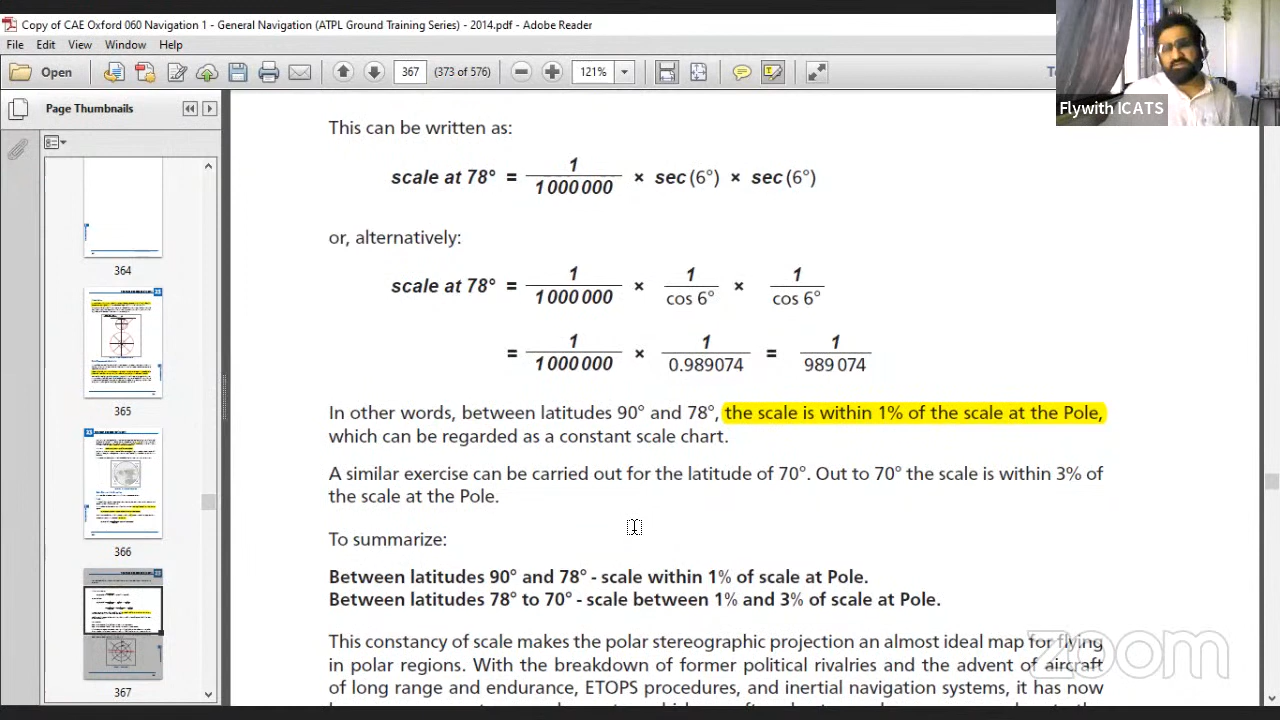 Copy of CAE Oxford 060 Navigation 1 - General Navigation (ATPL Ground Training Series) - 2014.pdf - Adobe Reader
File Edit View Window Help
Open
367 (373 of 576)
121%
Flywith ICATS
Page Thumbnails
364
365
366
367
This can be written as:
scale at 78° = 1 / 1 000 000 × sec (6°) × sec (6°)
or, alternatively:
scale at 78° = 1 / 1 000 000 × 1 / cos 6° × 1 / cos 6°
= 1 / 1 000 000 × 1 / 0.989074 = 1 / 989 074
In other words, between latitudes 90° and 78°, the scale is within 1% of the scale at the Pole,
which can be regarded as a constant scale chart.
A similar exercise can be carried out for the latitude of 70°. Out to 70° the scale is within 3% of
the scale at the Pole.
To summarize:
Between latitudes 90° and 78° - scale within 1% of scale at Pole.
Between latitudes 78° to 70° - scale between 1% and 3% of scale at Pole.
This constancy of scale makes the polar stereographic projection an almost ideal map for flying
in polar regions. With the breakdown of former political rivalries and the advent of aircraft
of long range and endurance, ETOPS procedures, and inertial navigation systems, it has now
zoom